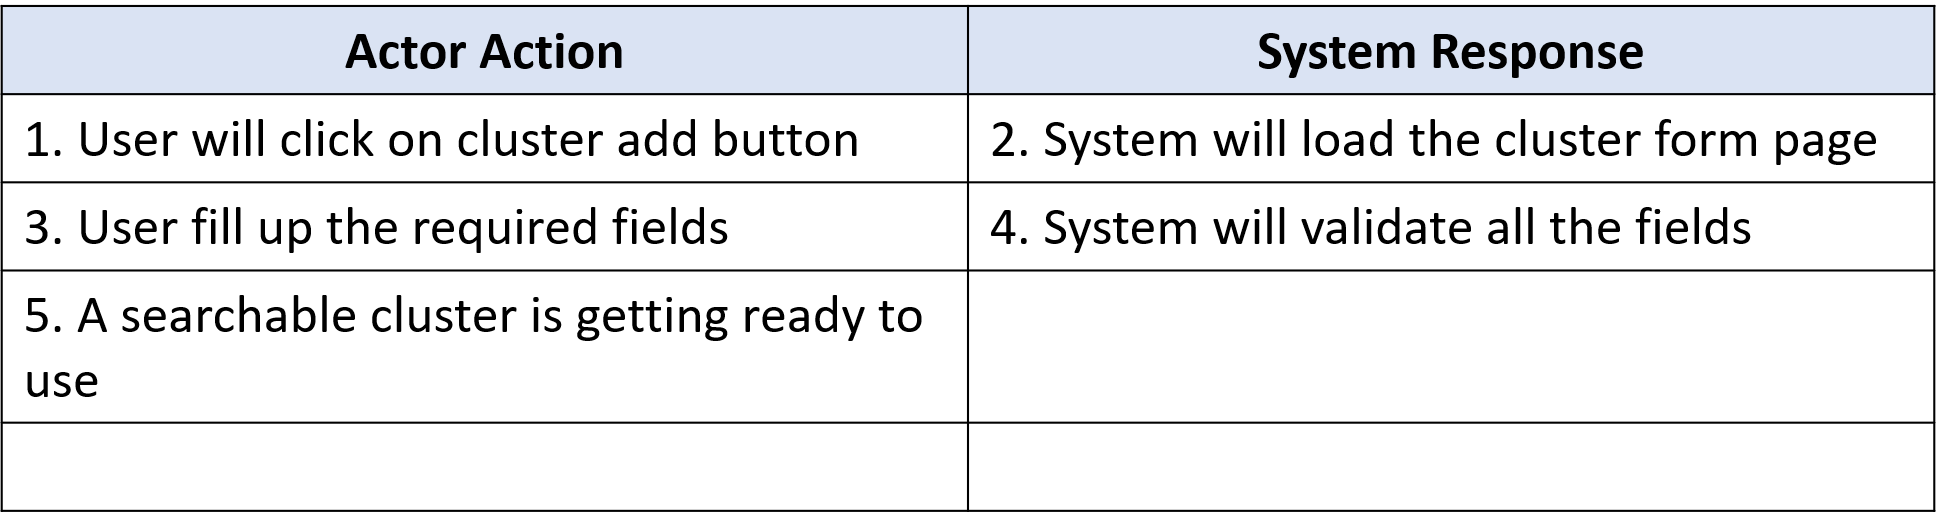 Actor Action
System Response
1. User will click on cluster add button
2. System will load the cluster form page
3. User fill up the required fields
4. System will validate all the fields
5. A searchable cluster is getting ready to
use